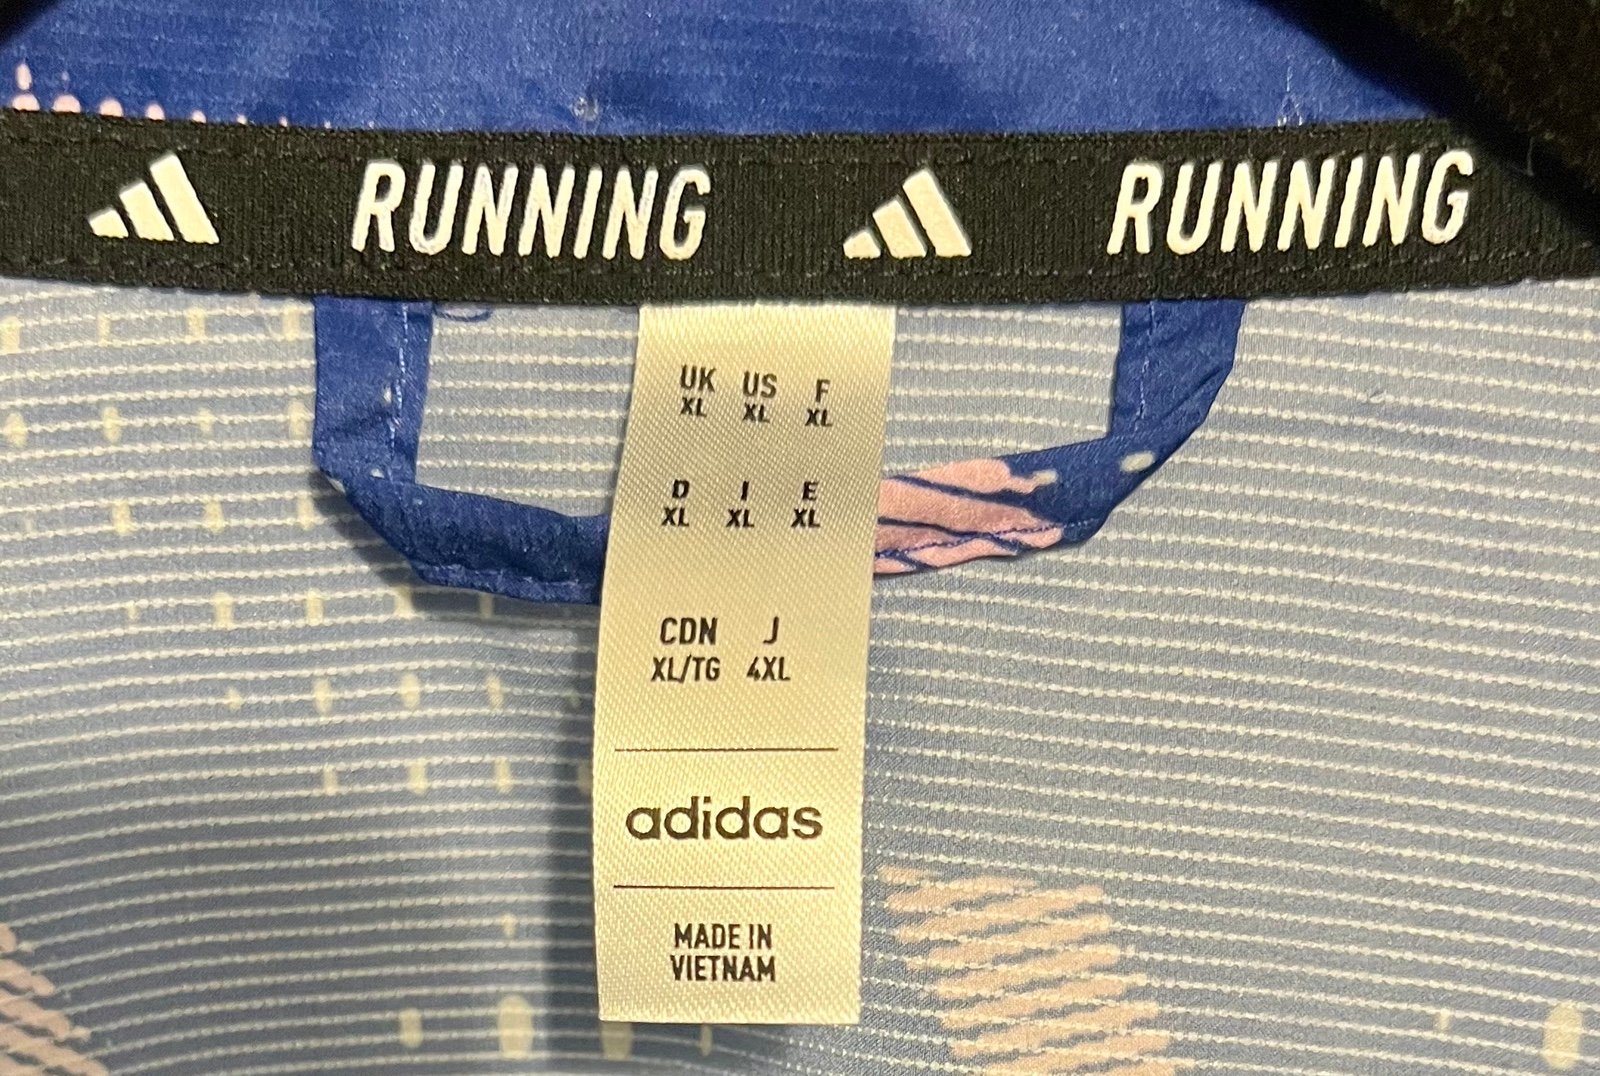 RUNNING RUNNING
UK US F
XL XL XL
D I E
XL XL XL
CDN J
XL/TG 4XL
adidas
MADE IN
VIETNAM